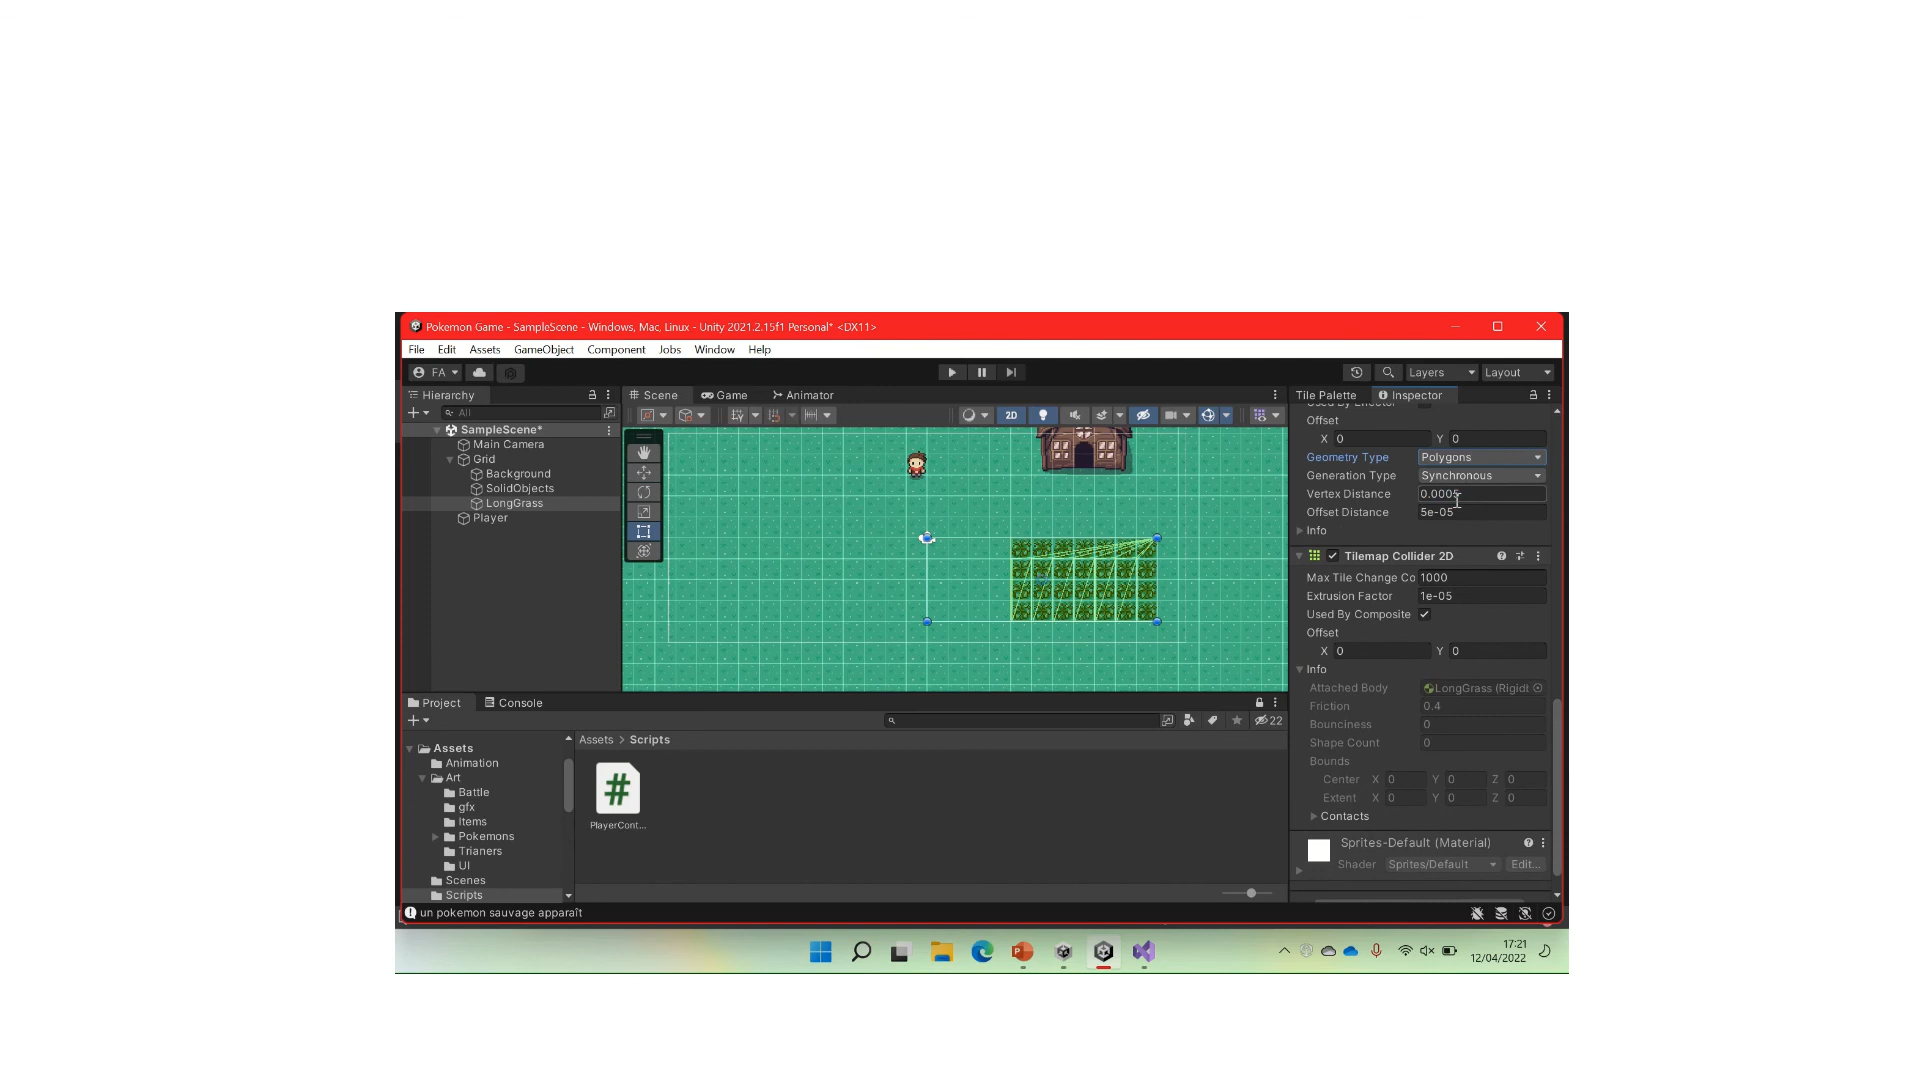 Pokemon Game - SampleScene - Windows, Mac, Linux - Unity 2021.2.15f1 Personal* <DX11>
File Edit Assets GameObject Component Jobs Window Help
FA Layers Layout
Hierarchy
All
SampleScene*
Main Camera
Grid
Background
SolidObjects
LongGrass
Player
Scene Game Animator
2D
Tile Palette Inspector
Offset
X 0 Y 0
Geometry Type Polygons
Generation Type Synchronous
Vertex Distance 0.0005
Offset Distance 5e-05
Info
Tilemap Collider 2D
Max Tile Change Co 1000
Extrusion Factor 1e-05
Used By Composite
Offset
X 0 Y 0
Info
Attached Body LongGrass (Rigidb
Friction 0.4
Bounciness 0
Shape Count 0
Bounds
Center X 0 Y 0 Z 0
Extent X 0 Y 0 Z 0
Contacts
Sprites-Default (Material)
Shader Sprites/Default Edit...
Project Console
22
Assets
Animation
Art
Battle
gfx
Items
Pokemons
Trianers
UI
Scenes
Scripts
Assets > Scripts
#
PlayerCont...
un pokemon sauvage apparaît
17:21
12/04/2022